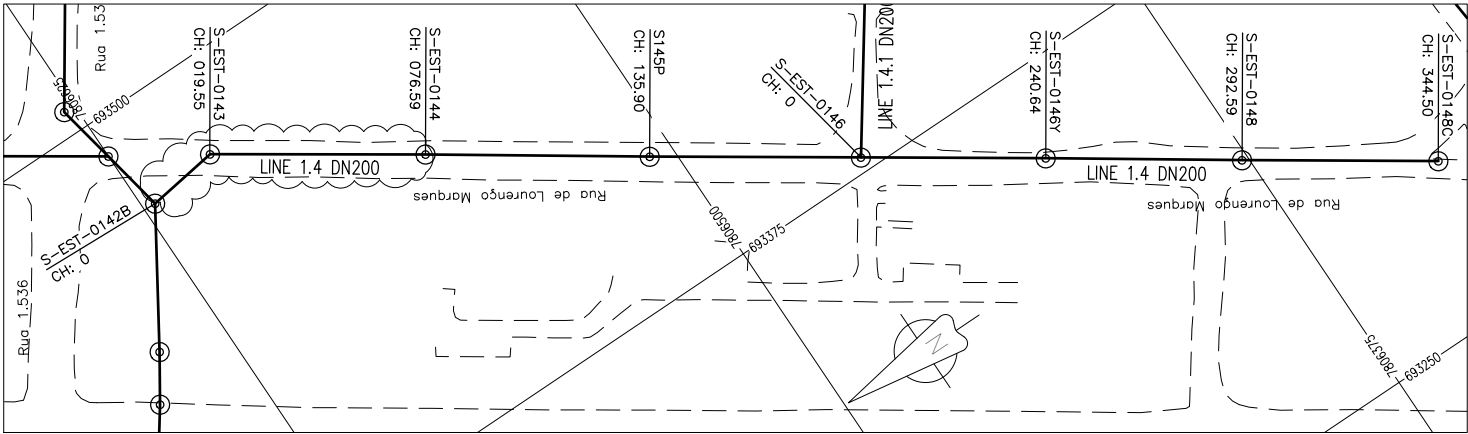 Rua 1.53
7806625
693500
S-EST-0143
CH: 019.55
S-EST-0144
CH: 076.59
S145P
CH: 135.90
S-EST-0146
CH: 0
LINE 1.4.1 DN200
S-EST-0146Y
CH: 240.64
S-EST-0148
CH: 292.59
S-EST-0148C
CH: 344.50
LINE 1.4 DN200
LINE 1.4 DN200
Rua de Lourengo Marques
Rua de Lourengo Marques
S-EST-0142B
CH: 0
7806500
693375
Rua 1.536
N
7806375
693250